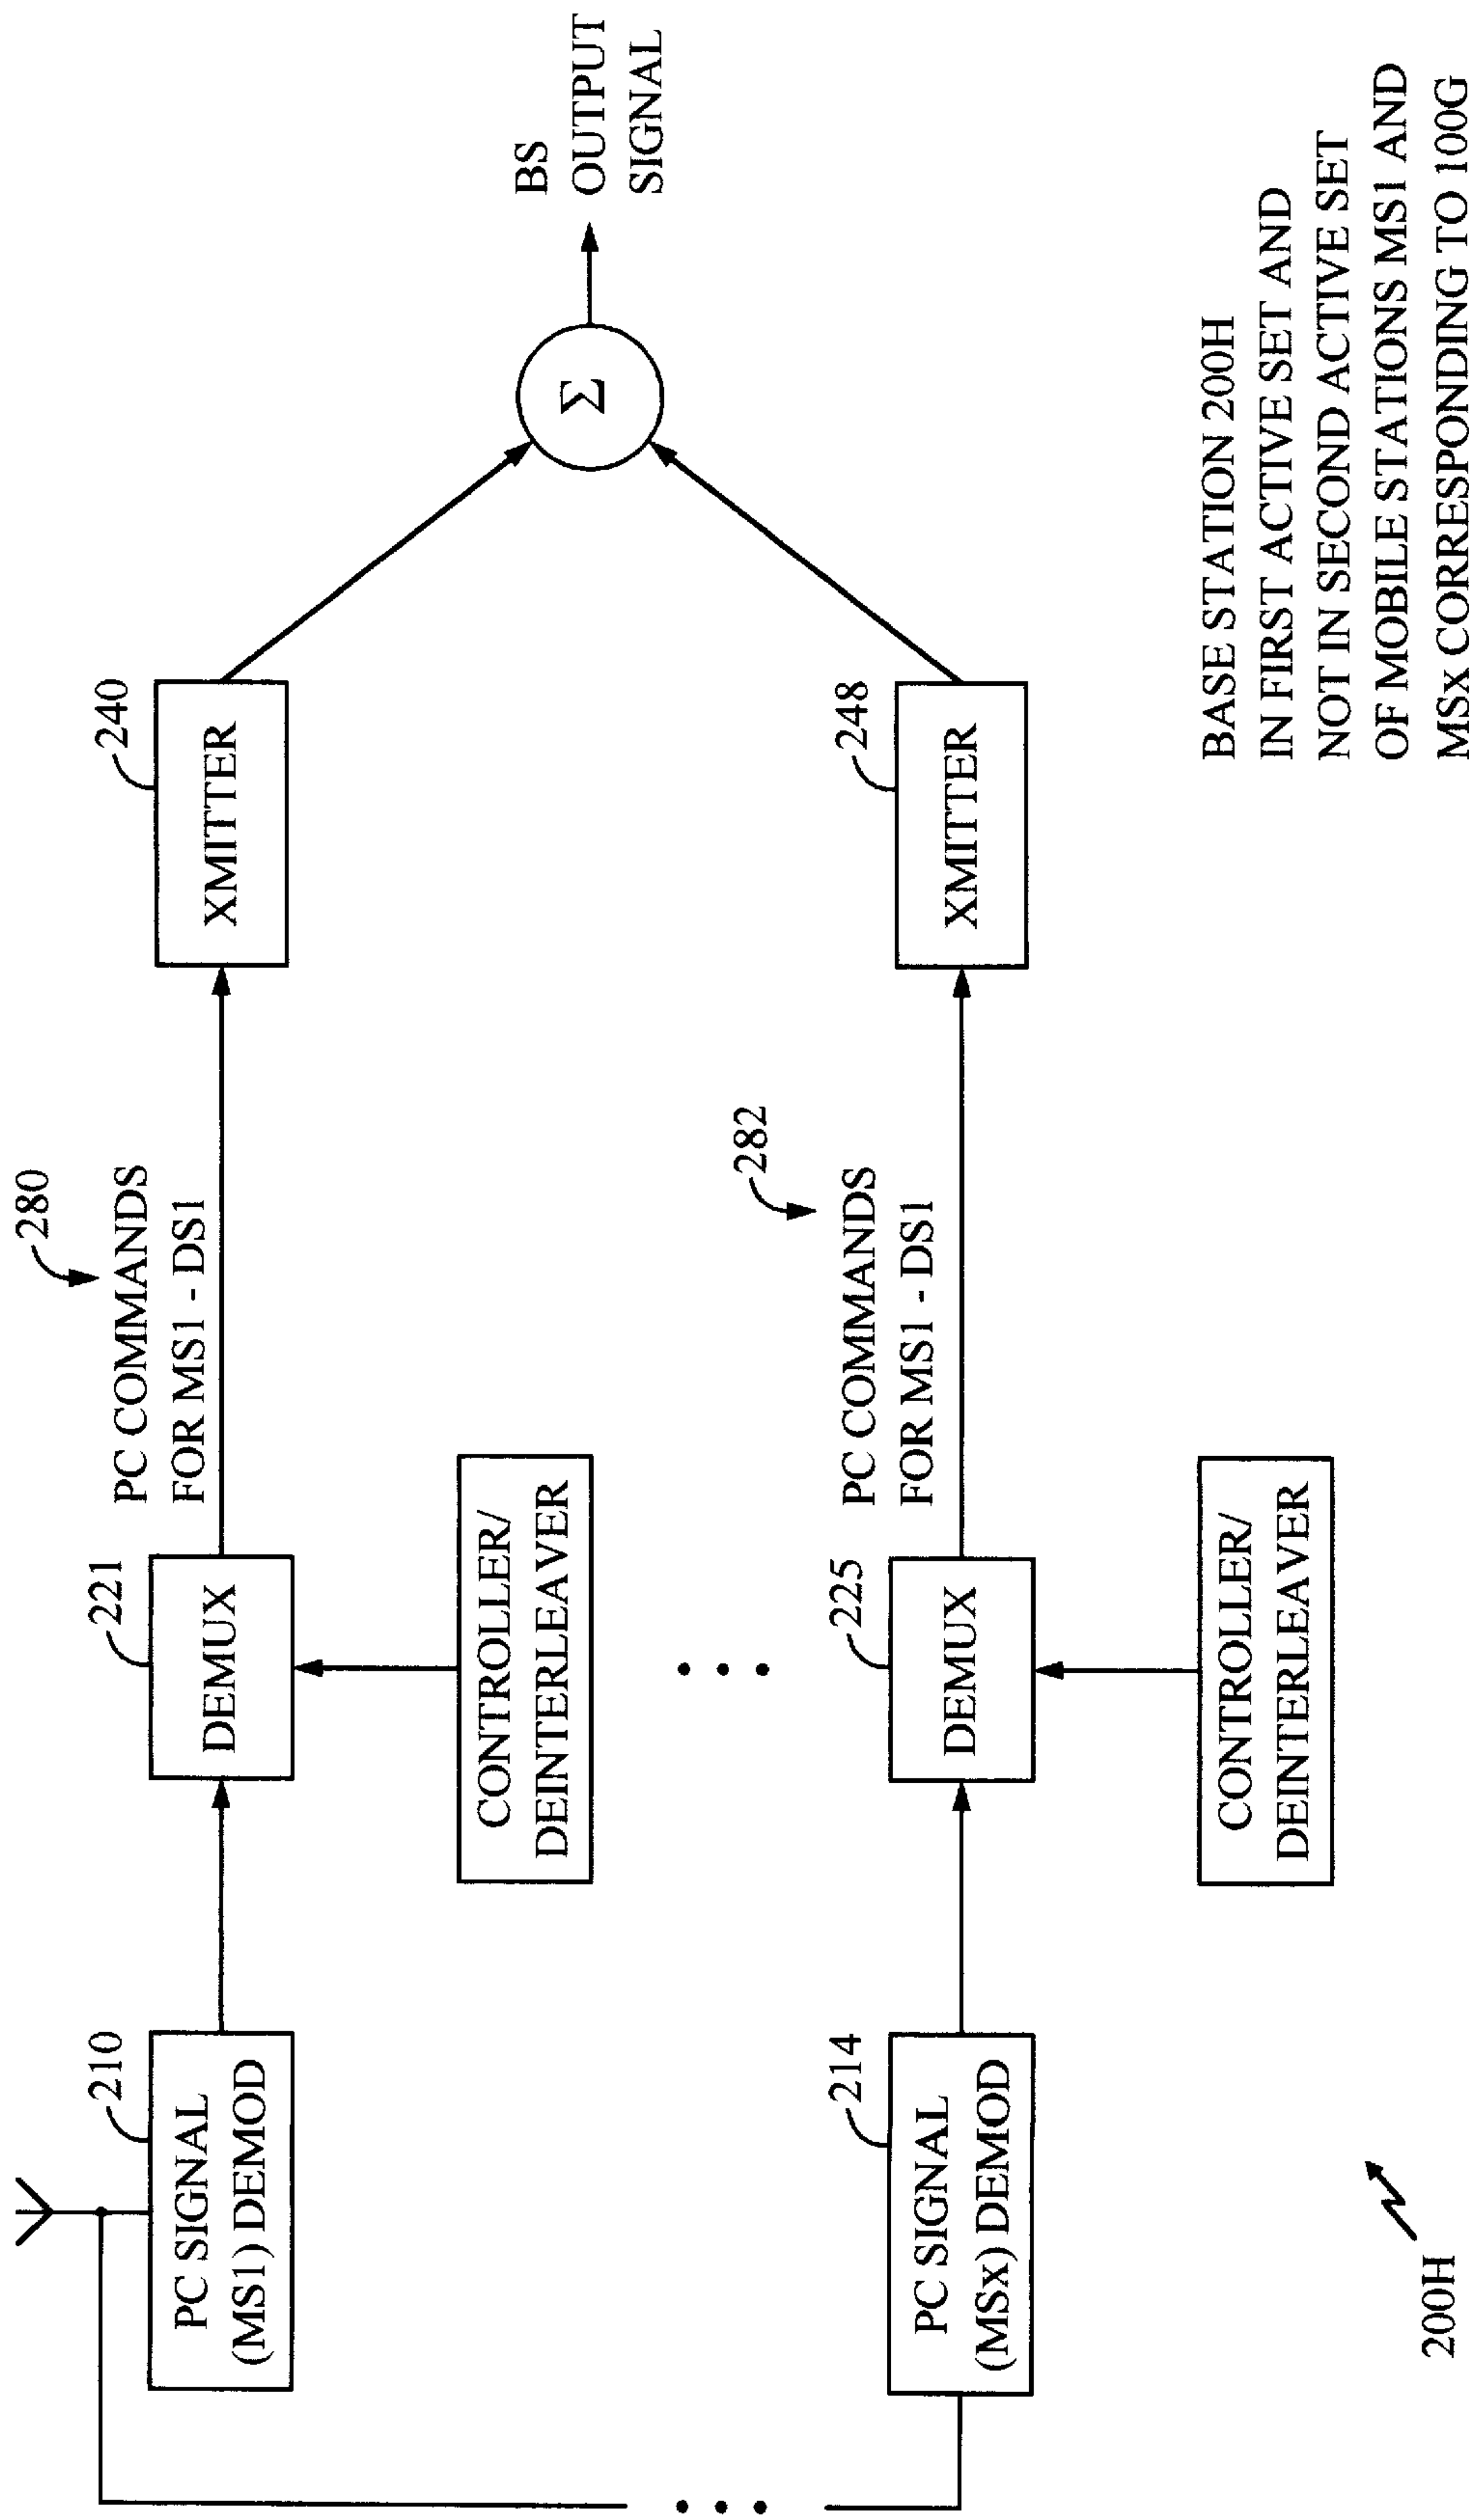 210
PC SIGNAL
(MS1) DEMOD
221
DEMUX
CONTROLLER/
DEINTERLEAVER
280
PC COMMANDS
FOR MS1 - DS1
240
XMITTER
Σ
BS
OUTPUT
SIGNAL
214
PC SIGNAL
(MSx) DEMOD
225
DEMUX
CONTROLLER/
DEINTERLEAVER
282
PC COMMANDS
FOR MS1 - DS1
248
XMITTER
200H
BASE STATION 200H
IN FIRST ACTIVE SET AND
NOT IN SECOND ACTIVE SET
OF MOBILE STATIONS MS1 AND
MSx CORRESPONDING TO 100G